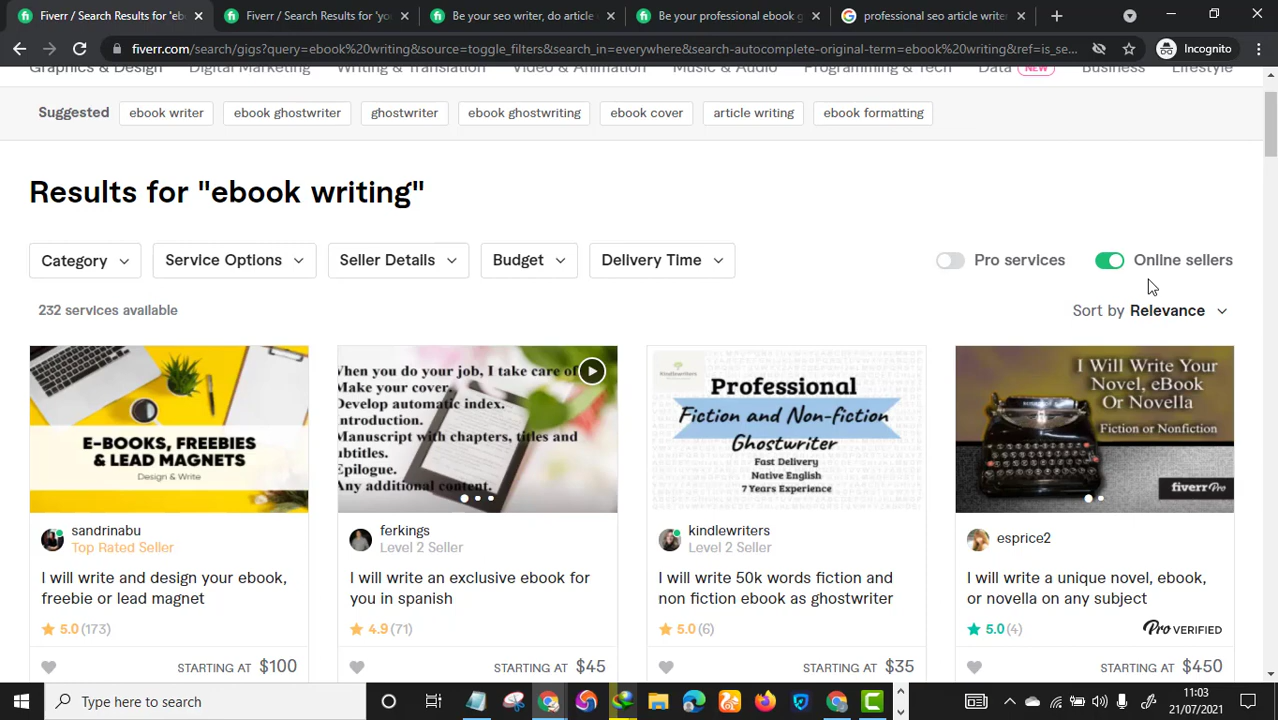 Fiverr / Search Results for 'eb
Fiverr / Search Results for 'yo
Be your seo writer, do article
Be your professional ebook g
professional seo article write
fiverr.com/search/gigs?query=ebook%20writing&source=toggle_filters&search_in=everywhere&search-autocomplete-original-term=ebook%20writing&ref=is_se...
Incognito
Graphics & Design Digital Marketing Writing & Translation Video & Animation Music & Audio Programming & Tech Data NEW Business Lifestyle
Suggested ebook writer ebook ghostwriter ghostwriter ebook ghostwriting ebook cover article writing ebook formatting
Results for "ebook writing"
Category Service Options Seller Details Budget Delivery Time Pro services Online sellers
232 services available
Sort by Relevance
E-BOOKS, FREEBIES
& LEAD MAGNETS
Design & Write
sandrinabu
Top Rated Seller
I will write and design your ebook,
freebie or lead magnet
5.0 (173)
STARTING AT $100
When you do your job, I take care of
Make your cover.
Develop automatic index.
ntroduction.
Manuscript with chapters, titles and
ubtitles.
Epilogue.
Any additional content.
ferkings
Level 2 Seller
I will write an exclusive ebook for
you in spanish
4.9 (71)
STARTING AT $45
Kindlewriters
Professional
Fiction and Non-fiction
Ghostwriter
Fast Delivery
Native English
7 Years Experience
kindlewriters
Level 2 Seller
I will write 50k words fiction and
non fiction ebook as ghostwriter
5.0 (6)
STARTING AT $35
I Will Write Your
Novel, eBook
Or Novella
Fiction or Nonfiction
fiverr Pro
esprice2
I will write a unique novel, ebook,
or novella on any subject
5.0 (4)
Pro VERIFIED
STARTING AT $450
Type here to search
11:03
21/07/2021